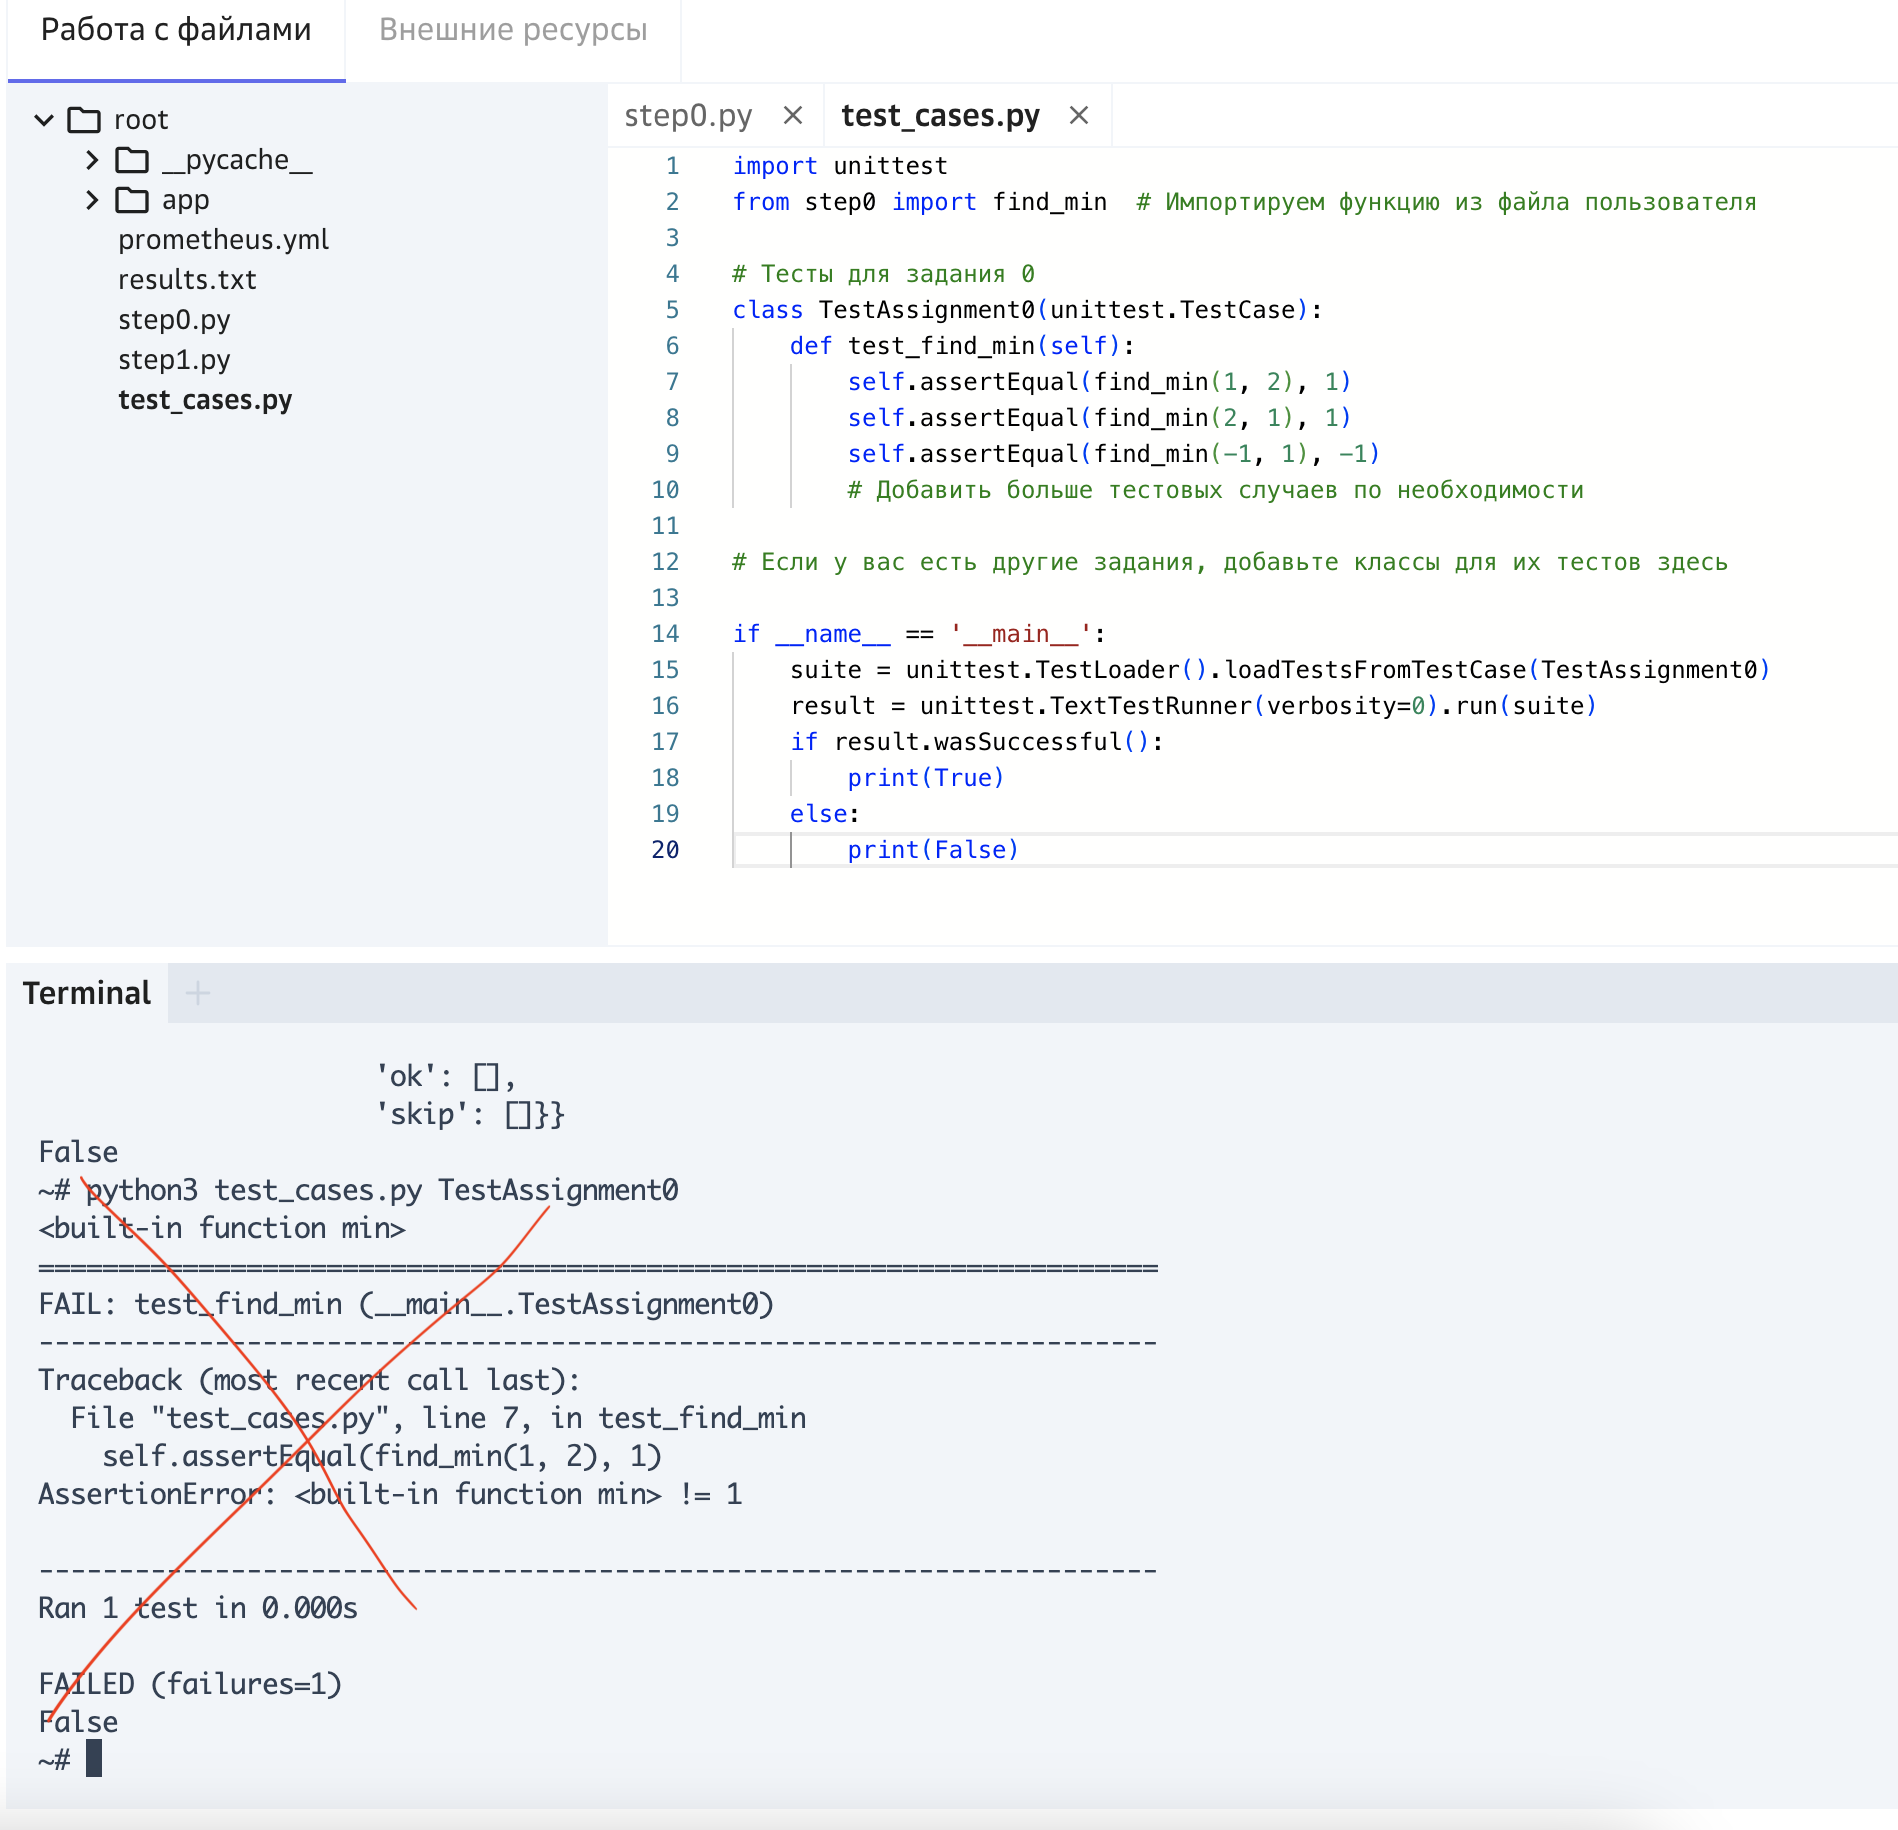 Работа с файлами
Внешние ресурсы
root
__pycache__
app
prometheus.yml
results.txt
step0.py
step1.py
test_cases.py
step0.py
test_cases.py
1 import unittest
2 from step0 import find_min  # Импортируем функцию из файла пользователя
3
4 # Тесты для задания 0
5 class TestAssignment0(unittest.TestCase):
6     def test_find_min(self):
7         self.assertEqual(find_min(1, 2), 1)
8         self.assertEqual(find_min(2, 1), 1)
9         self.assertEqual(find_min(-1, 1), -1)
10         # Добавить больше тестовых случаев по необходимости
11
12 # Если у вас есть другие задания, добавьте классы для их тестов здесь
13
14 if __name__ == '__main__':
15     suite = unittest.TestLoader().loadTestsFromTestCase(TestAssignment0)
16     result = unittest.TextTestRunner(verbosity=0).run(suite)
17     if result.wasSuccessful():
18         print(True)
19     else:
20         print(False)
Terminal
'ok': [],
'skip': []}}
False
~# python3 test_cases.py TestAssignment0
<built-in function min>
======================================================================
FAIL: test_find_min (__main__.TestAssignment0)
----------------------------------------------------------------------
Traceback (most recent call last):
  File "test_cases.py", line 7, in test_find_min
    self.assertEqual(find_min(1, 2), 1)
AssertionError: <built-in function min> != 1
----------------------------------------------------------------------
Ran 1 test in 0.000s
FAILED (failures=1)
False
~#